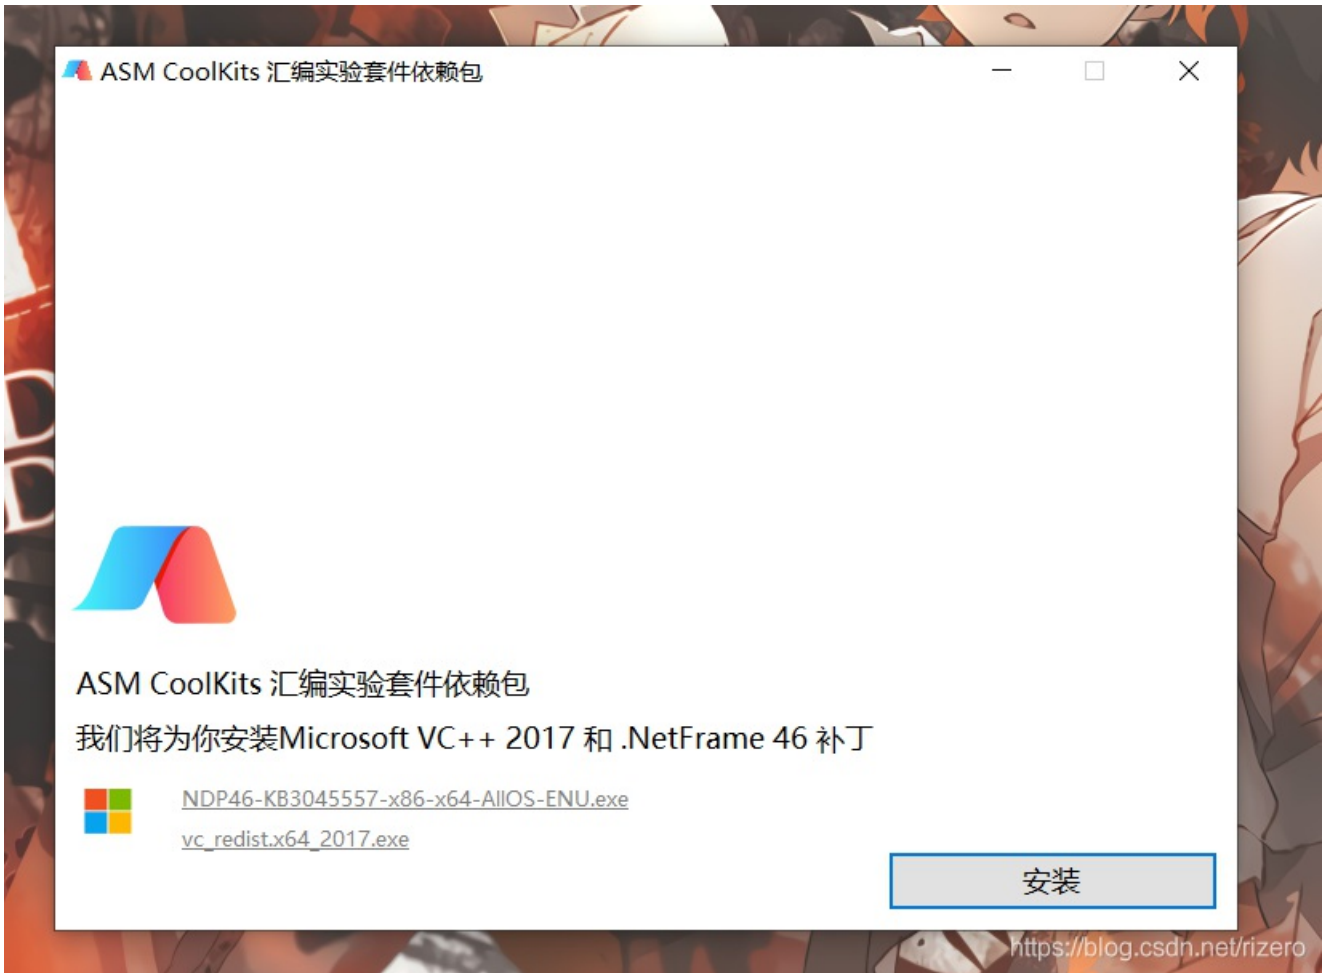 ASM CoolKits 汇编实验套件依赖包
D
D
ASM CoolKits 汇编实验套件依赖包
我们将为你安装Microsoft VC++ 2017 和 .NetFrame 46 补丁
NDP46-KB3045557-x86-x64-AllOS-ENU.exe
vc_redist.x64_2017.exe
安装
https://blog.csdn.net/rizero